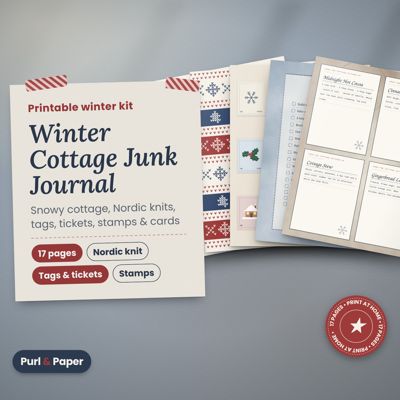 Printable winter kit
Winter
Cottage Junk
Journal
Snowy cottage, Nordic knits,
tags, tickets, stamps & cards
17 pages
Nordic knit
Tags & tickets
Stamps
Midnight Hot Cocoa
Cottage Stew
Gingerbread
17 PAGES • PRINT AT HOME • 17 PAGES • PRINT AT HOME •
Purl & Paper